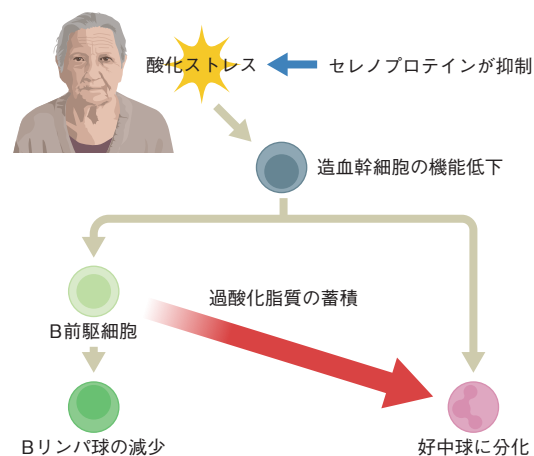 酸化ストレス
セレノプロテインが抑制
造血幹細胞の機能低下
過酸化脂質の蓄積
B前駆細胞
Bリンパ球の減少
好中球に分化